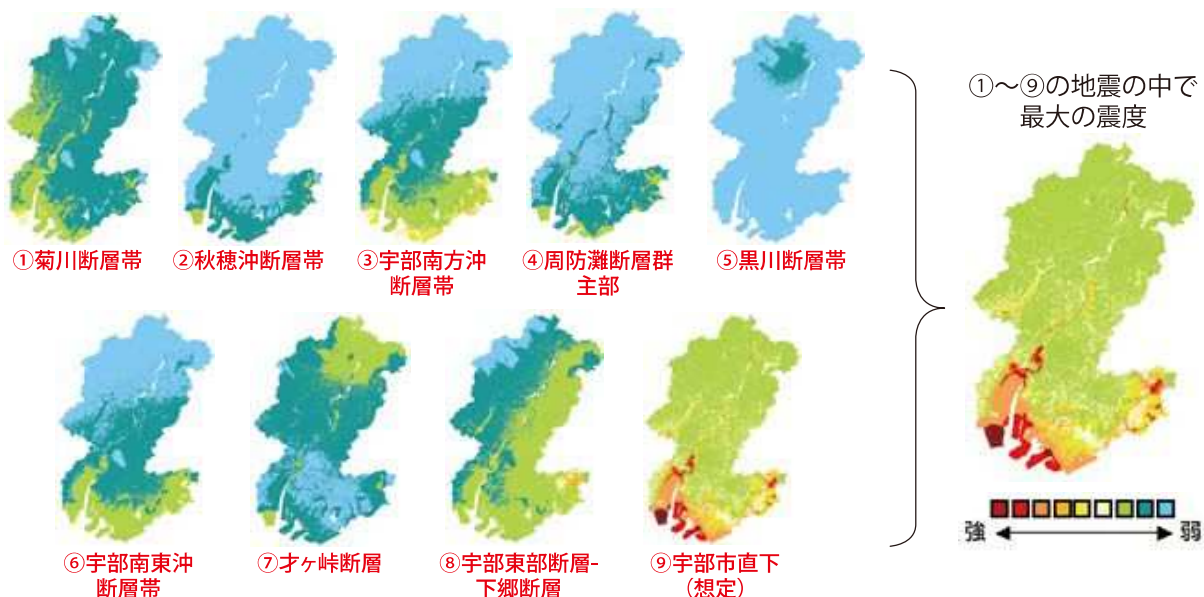 ①菊川断層帯
②秋穂沖断層帯
③宇部南方沖
断層帯
④周防灘断層群
主部
⑤黒川断層帯
⑥宇部南東沖
断層帯
⑦才ヶ峠断層
⑧宇部東部断層-
下郷断層
⑨宇部市直下
（想定）
①～⑨の地震の中で
最大の震度
強
弱